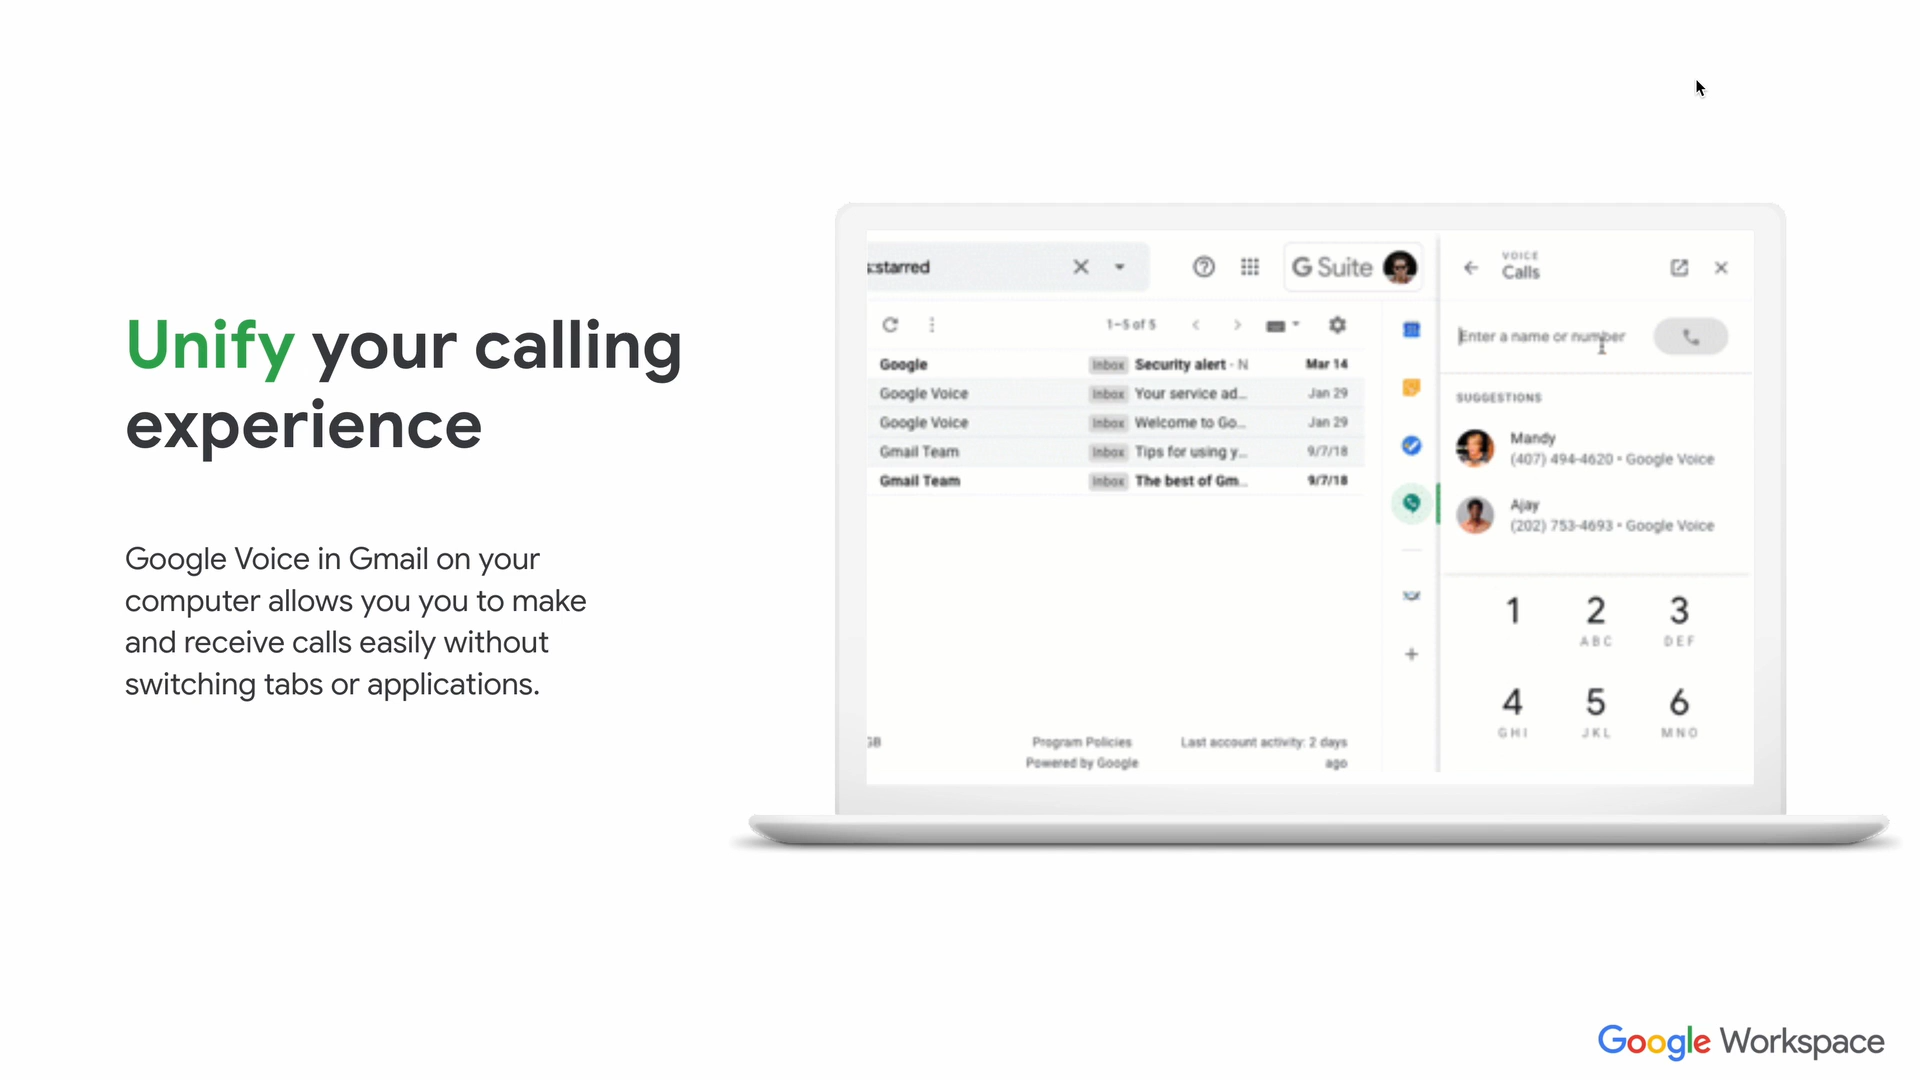 Unify your calling
experience
Google Voice in Gmail on your
computer allows you you to make
and receive calls easily without
switching tabs or applications.
s:starred
G Suite
1–5 of 5
Google Inbox Security alert - N Mar 14
Google Voice Inbox Your service ad... Jan 29
Google Voice Inbox Welcome to Go... Jan 29
Gmail Team Inbox Tips for using y... 9/7/18
Gmail Team Inbox The best of Gm... 9/7/18
GB
Program Policies
Powered by Google
Last account activity: 2 days
ago
VOICE
Calls
Enter a name or number
SUGGESTIONS
Mandy
(407) 494-4620 • Google Voice
Ajay
(202) 753-4693 • Google Voice
1 2 3
ABC DEF
4 5 6
GHI JKL MNO
Google Workspace